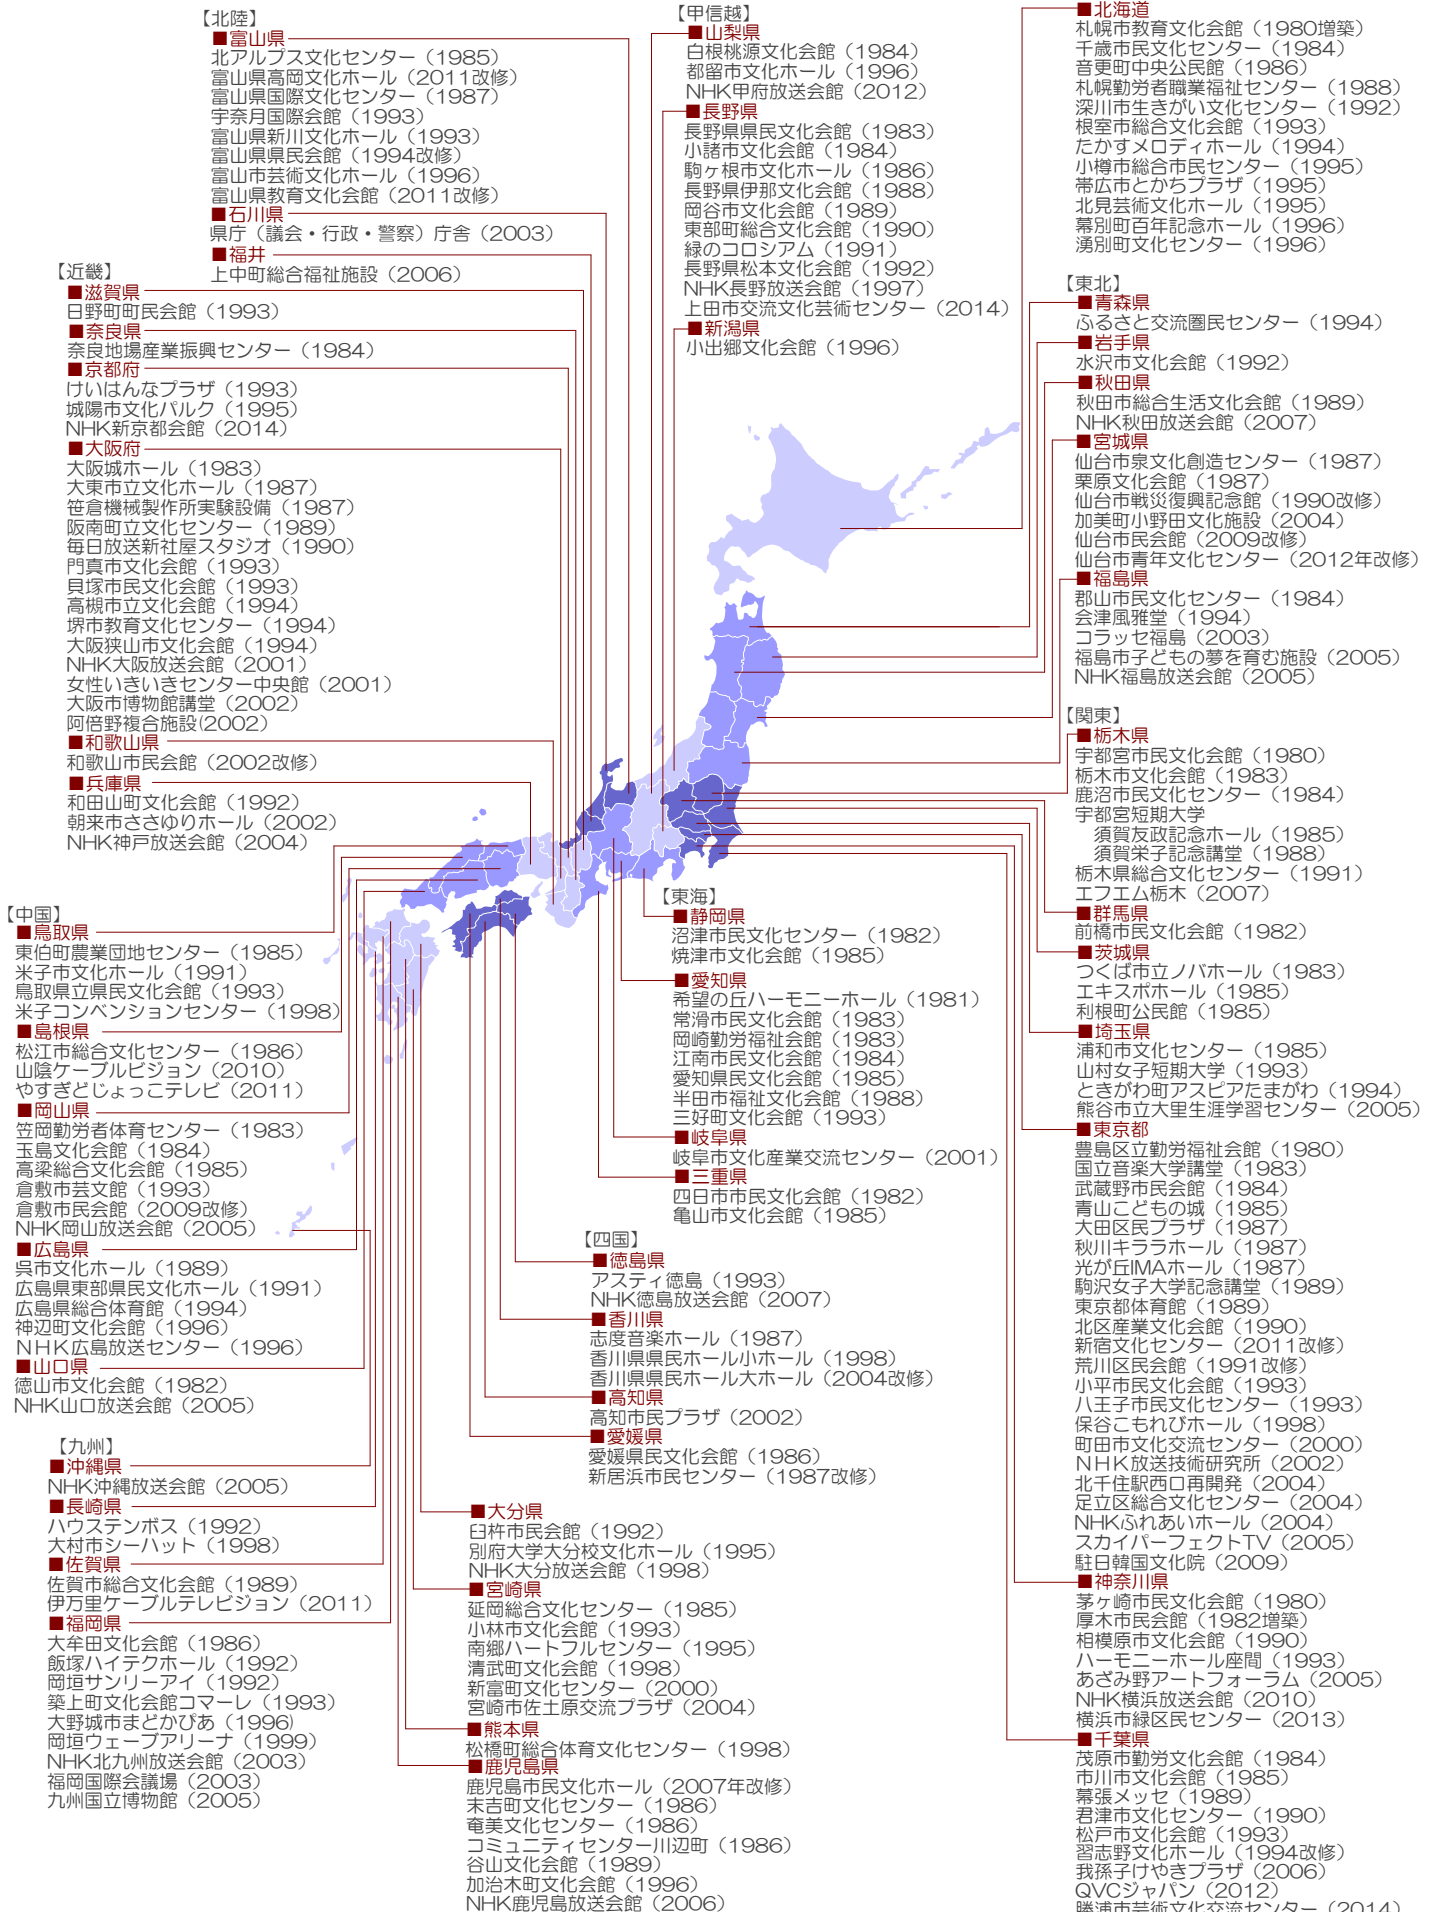 【北陸】
■富山県
北アルプス文化センター（1985）
富山県高岡文化ホール（2011改修）
富山県国際文化センター（1987）
宇奈月国際会館（1993）
富山県新川文化ホール（1993）
富山県県民会館（1994改修）
富山市芸術文化ホール（1996）
富山県教育文化会館（2011改修）
■石川県
県庁（議会・行政・警察）庁舎（2003）
■福井
上中町総合福祉施設（2006）
【甲信越】
■山梨県
白根桃源文化会館（1984）
都留市文化ホール（1996）
NHK甲府放送会館（2012）
■長野県
長野県県民文化会館（1983）
小諸市文化会館（1984）
駒ヶ根市文化ホール（1986）
長野県伊那文化会館（1988）
岡谷市文化会館（1989）
東部町総合文化会館（1990）
緑のコロシアム（1991）
長野県松本文化会館（1992）
NHK長野放送会館（1997）
上田市交流文化芸術センター（2014）
■新潟県
小出郷文化会館（1996）
■北海道
札幌市教育文化会館（1980増築）
千歳市民文化センター（1984）
音更町中央公民館（1986）
札幌勤労者職業福祉センター（1988）
深川市生きがい文化センター（1992）
根室市総合文化会館（1993）
たかすメロディホール（1994）
小樽市総合市民センター（1995）
帯広市とかちプラザ（1995）
北見芸術文化ホール（1995）
幕別町百年記念ホール（1996）
湧別町文化センター（1996）
【東北】
■青森県
ふるさと交流圏民センター（1994）
■岩手県
水沢市文化会館（1992）
■秋田県
秋田市総合生活文化会館（1989）
NHK秋田放送会館（2007）
■宮城県
仙台市泉文化創造センター（1987）
栗原文化会館（1987）
仙台市戦災復興記念館（1990改修）
加美町小野田文化施設（2004）
仙台市民会館（2009改修）
仙台市青年文化センター（2012年改修）
■福島県
郡山市民文化センター（1984）
会津風雅堂（1994）
コラッセ福島（2003）
福島市子どもの夢を育む施設（2005）
NHK福島放送会館（2005）
【近畿】
■滋賀県
日野町町民会館（1993）
■奈良県
奈良地場産業振興センター（1984）
■京都府
けいはんなプラザ（1993）
城陽市文化パルク（1995）
NHK新京都会館（2014）
■大阪府
大阪城ホール（1983）
大東市立文化ホール（1987）
笹倉機械製作所実験設備（1987）
阪南町立文化センター（1989）
毎日放送新社屋スタジオ（1990）
門真市文化会館（1993）
貝塚市民文化会館（1993）
高槻市立文化会館（1994）
堺市教育文化センター（1994）
大阪狭山市文化会館（1994）
NHK大阪放送会館（2001）
女性いきいきセンター中央館（2001）
大阪市博物館講堂（2002）
阿倍野複合施設(2002）
■和歌山県
和歌山市民会館（2002改修）
■兵庫県
和田山町文化会館（1992）
朝来市ささゆりホール（2002）
NHK神戸放送会館（2004）
【関東】
■栃木県
宇都宮市民文化会館（1980）
栃木市文化会館（1983）
鹿沼市民文化センター（1984）
宇都宮短期大学
須賀友政記念ホール（1985）
須賀栄子記念講堂（1988）
栃木県総合文化センター（1991）
エフエム栃木（2007）
■群馬県
前橋市民文化会館（1982）
■茨城県
つくば市立ノバホール（1983）
エキスポホール（1985）
利根町公民館（1985）
■埼玉県
浦和市文化センター（1985）
山村女子短期大学（1993）
ときがわ町アスピアたまがわ（1994）
熊谷市立大里生涯学習センター（2005）
■東京都
豊島区立勤労福祉会館（1980）
国立音楽大学講堂（1983）
武蔵野市民会館（1984）
青山こどもの城（1985）
大田区民プラザ（1987）
秋川キララホール（1987）
光が丘IMAホール（1987）
駒沢女子大学記念講堂（1989）
東京都体育館（1989）
北区産業文化会館（1990）
新宿文化センター（2011改修）
荒川区民会館（1991改修）
小平市民文化会館（1993）
八王子市民文化センター（1993）
保谷こもれびホール（1998）
町田市文化交流センター（2000）
ＮＨＫ放送技術研究所（2002）
北千住駅西口再開発（2004）
足立区総合文化センター（2004）
NHKふれあいホール（2004）
スカイパーフェクトTV（2005）
駐日韓国文化院（2009）
■神奈川県
茅ヶ崎市民文化会館（1980）
厚木市民会館（1982増築）
相模原市文化会館（1990）
ハーモニーホール座間（1993）
あざみ野アートフォーラム（2005）
NHK横浜放送会館（2010）
横浜市緑区民センター（2013）
■千葉県
茂原市勤労文化会館（1984）
市川市文化会館（1985）
幕張メッセ（1989）
君津市文化センター（1990）
松戸市文化会館（1993）
習志野文化ホール（1994改修）
我孫子けやきプラザ（2006）
QVCジャパン（2012）
勝浦市芸術文化交流センター（2014）
【東海】
■静岡県
沼津市民文化センター（1982）
焼津市文化会館（1985）
■愛知県
希望の丘ハーモニーホール（1981）
常滑市民文化会館（1983）
岡崎勤労福祉会館（1983）
江南市民文化会館（1984）
愛知県民文化会館（1985）
半田市福祉文化会館（1988）
三好町文化会館（1993）
■岐阜県
岐阜市文化産業交流センター（2001）
■三重県
四日市市民文化会館（1982）
亀山市文化会館（1985）
【中国】
■鳥取県
東伯町農業団地センター（1985）
米子市文化ホール（1991）
鳥取県立県民文化会館（1993）
米子コンベンションセンター（1998）
■島根県
松江市総合文化センター（1986）
山陰ケーブルビジョン（2010）
やすぎどじょっこテレビ（2011）
■岡山県
笠岡勤労者体育センター（1983）
玉島文化会館（1984）
高梁総合文化会館（1985）
倉敷市芸文館（1993）
倉敷市民会館（2009改修）
NHK岡山放送会館（2005）
■広島県
呉市文化ホール（1989）
広島県東部県民文化ホール（1991）
広島県総合体育館（1994）
神辺町文化会館（1996）
ＮＨＫ広島放送センター（1996）
■山口県
徳山市文化会館（1982）
NHK山口放送会館（2005）
【四国】
■徳島県
アスティ徳島（1993）
NHK徳島放送会館（2007）
■香川県
志度音楽ホール（1987）
香川県県民ホール小ホール（1998）
香川県県民ホール大ホール（2004改修）
■高知県
高知市民プラザ（2002）
■愛媛県
愛媛県民文化会館（1986）
新居浜市民センター（1987改修）
【九州】
■沖縄県
NHK沖縄放送会館（2005）
■長崎県
ハウステンボス（1992）
大村市シーハット（1998）
■佐賀県
佐賀市総合文化会館（1989）
伊万里ケーブルテレビジョン（2011）
■福岡県
大牟田文化会館（1986）
飯塚ハイテクホール（1992）
岡垣サンリーアイ（1992）
築上町文化会館コマーレ（1993）
大野城市まどかぴあ（1996)
岡垣ウェーブアリーナ（1999）
NHK北九州放送会館（2003）
福岡国際会議場（2003）
九州国立博物館（2005）
■大分県
臼杵市民会館（1992）
別府大学大分校文化ホール（1995）
NHK大分放送会館（1998）
■宮崎県
延岡総合文化センター（1985）
小林市文化会館（1993）
南郷ハートフルセンター（1995）
清武町文化会館（1998）
新富町文化センター（2000）
宮崎市佐土原交流プラザ（2004）
■熊本県
松橋町総合体育文化センター（1998）
■鹿児島県
鹿児島市民文化ホール（2007年改修）
末吉町文化センター（1986）
奄美文化センター（1986）
コミュニティセンター川辺町（1986）
谷山文化会館（1989）
加治木町文化会館（1996）
NHK鹿児島放送会館（2006）